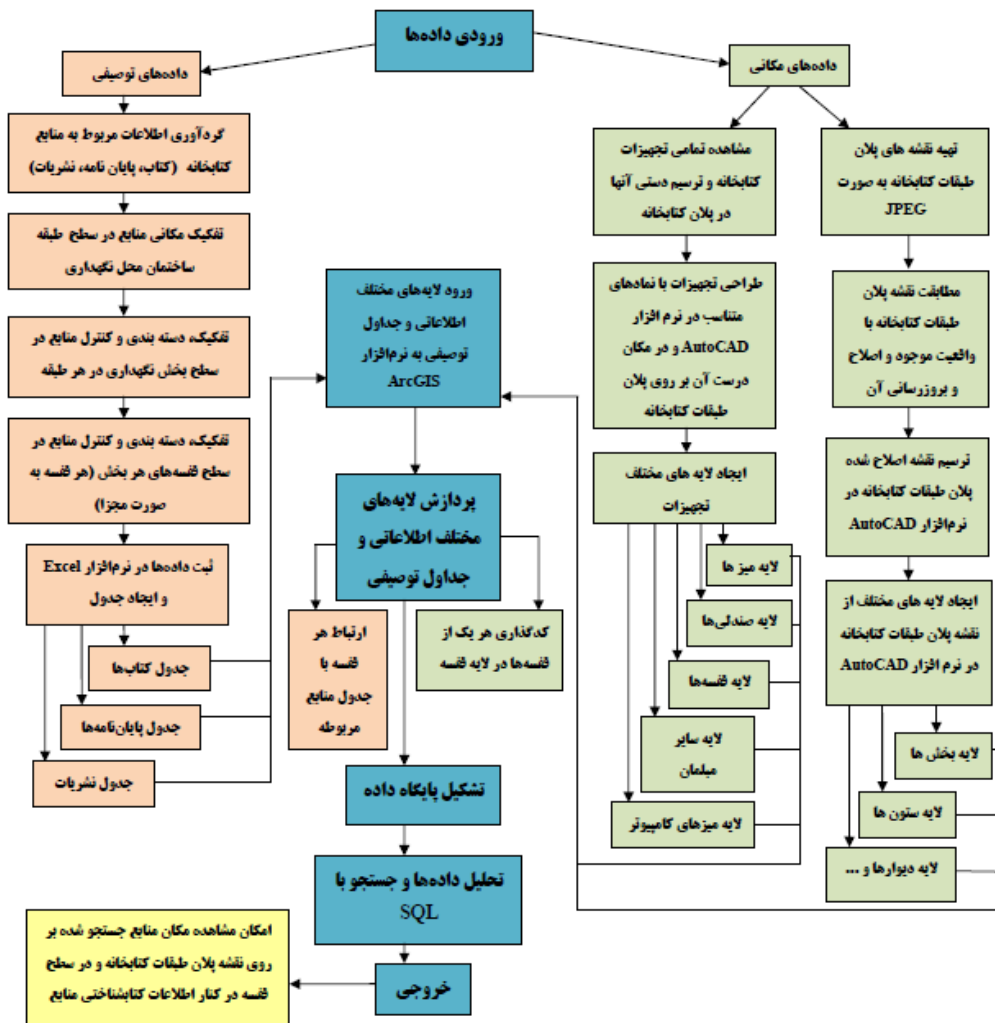 ورودی داده‌ها
داده‌های مکانی
داده‌های توصیفی
تهیه نقشه های پلان
طبقات کتابخانه به صورت
JPEG
مطابقت نقشه پلان
طبقات کتابخانه با
واقعیت موجود و اصلاح
و بروزرسانی آن
ترسیم نقشه اصلاح شده
پلان طبقات کتابخانه در
نرم‌افزار AutoCAD
ایجاد لایه های مختلف از
نقشه پلان طبقات کتابخانه
در نرم افزار AutoCAD
لایه بخش ها
لایه ستون ها
لایه دیوارها و ...
مشاهده تمامی تجهیزات
کتابخانه و ترسیم دستی آنها
در پلان کتابخانه
طراحی تجهیزات با نمادهای
متناسب در نرم افزار
AutoCAD و در مکان
درست آن بر روی پلان
طبقات کتابخانه
ایجاد لایه های مختلف
تجهیزات
لایه میز ها
لایه صندلی‌ها
لایه قفسه‌ها
لایه سایر
مبلمان
لایه میزهای کامپیوتر
گردآوری اطلاعات مربوط به منابع
کتابخانه (کتاب، پایان نامه، نشریات)
تفکیک مکانی منابع در سطح طبقه
ساختمان محل نگهداری
تفکیک، دسته بندی و کنترل منابع در
سطح بخش نگهداری در هر طبقه
تفکیک، دسته بندی و کنترل منابع در
سطح قفسه‌های هر بخش (هر قفسه به
صورت مجزا)
ثبت داده‌ها در نرم‌افزار Excel
و ایجاد جدول
جدول کتاب‌ها
جدول پایان‌نامه‌ها
جدول نشریات
ورود لایه‌های مختلف
اطلاعاتی و جداول
توصیفی به نرم‌افزار
ArcGIS
پردازش لایه‌های
مختلف اطلاعاتی و
جداول توصیفی
کدگذاری هر یک از
قفسه‌ها در لایه قفسه
ارتباط هر
قفسه با
جدول منابع
مربوطه
تشکیل پایگاه داده
تحلیل داده‌ها و جستجو با
SQL
خروجی
امکان مشاهده مکان منابع جستجو شده بر
روی نقشه پلان طبقات کتابخانه و در سطح
قفسه در کنار اطلاعات کتابشناختی منابع